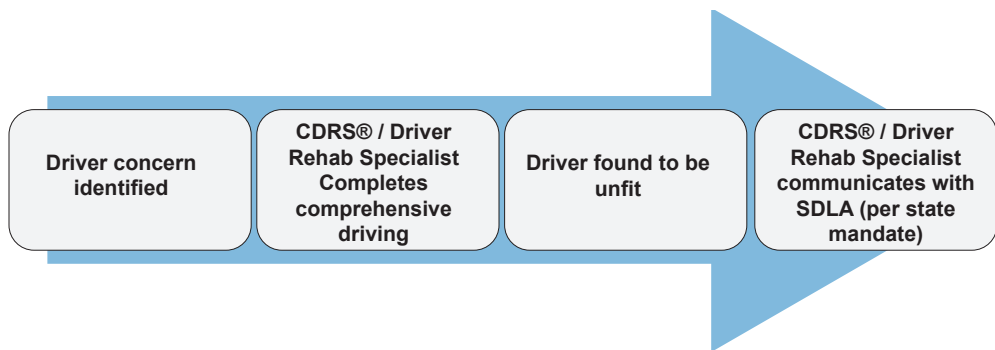 Driver concern
identified
CDRS® / Driver
Rehab Specialist
Completes
comprehensive
driving
Driver found to be
unfit
CDRS® / Driver
Rehab Specialist
communicates with
SDLA (per state
mandate)